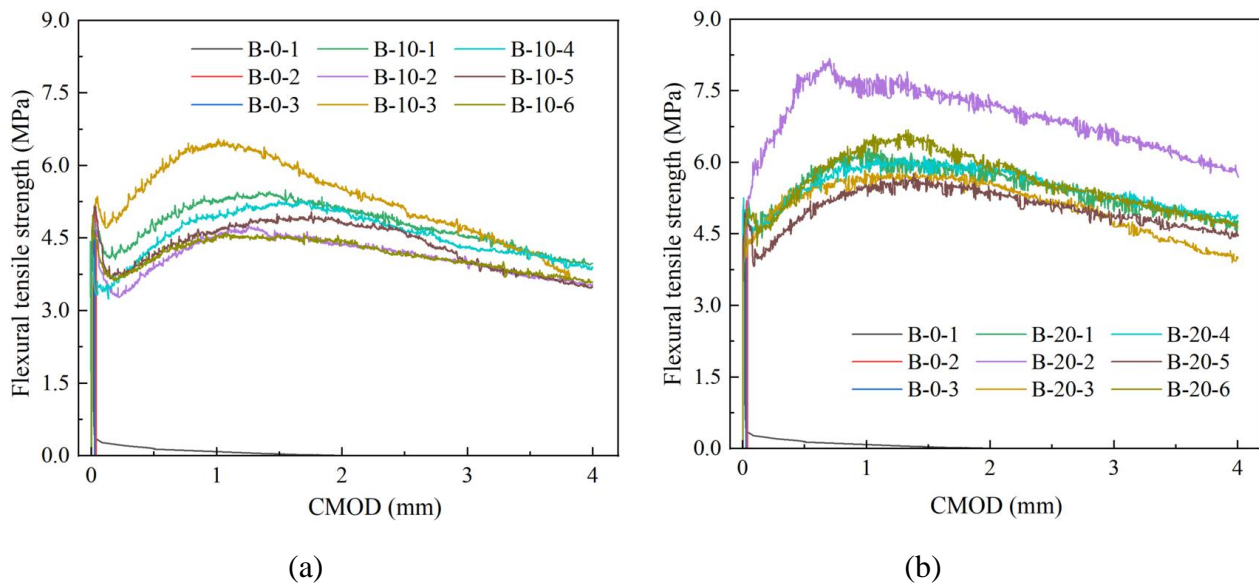 9.0
7.5
6.0
4.5
3.0
1.5
0.0
Flexural tensile strength (MPa)
B-0-1 B-10-1 B-10-4
B-0-2 B-10-2 B-10-5
B-0-3 B-10-3 B-10-6
0 1 2 3 4
CMOD (mm)
(a)
9.0
7.5
6.0
4.5
3.0
1.5
0.0
Flexural tensile strength (MPa)
B-0-1 B-20-1 B-20-4
B-0-2 B-20-2 B-20-5
B-0-3 B-20-3 B-20-6
0 1 2 3 4
CMOD (mm)
(b)